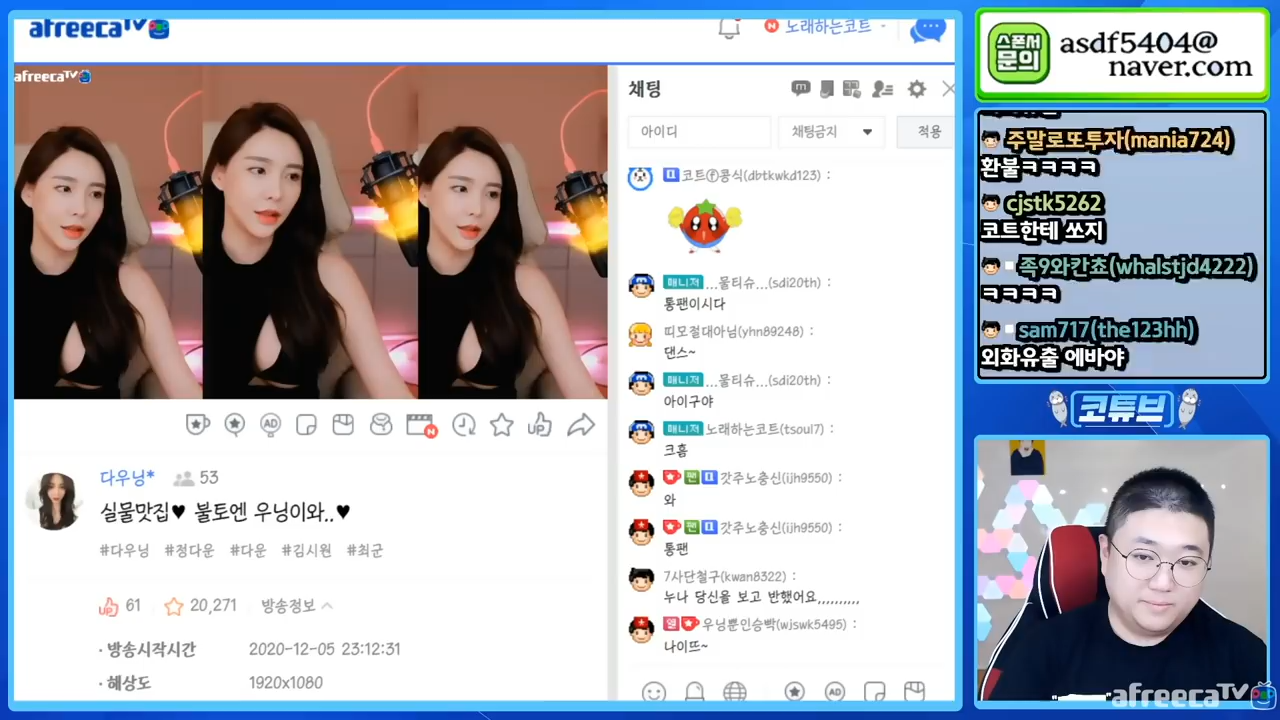 afreecaTV
노래하는코트
afreecaTV
채팅
아이디
채팅금지
적용
코트ⓕ콩식(dbtkwkd123) :
매니저 ...물티슈...(sdi20th) :
통팬이시다
띠모절대아님(yhn89248) :
댄스~
매니저 ...물티슈...(sdi20th) :
아이구야
매니저 노래하는코트(tsoul7) :
크흠
팬 갓주노충신(ijh9550) :
와
팬 갓주노충신(ijh9550) :
통팬
7사단철구(kwan8322) :
누나 당신을 보고 반했어요,,,,,,,,,,
열 우닝뿐인승빡(wjswk5495) :
나이뜨~
AD
N
UP
다우닝*
53
실물맛집♥ 불토엔 우닝이와..♥
#다우닝 #정다운 #다운 #김시원 #최군
UP 61 20,271 방송정보
· 방송시작시간 2020-12-05 23:12:31
· 해상도 1920x1080
AD
스폰서
문의
asdf5404@
naver.com
주말로또투자(mania724)
환불ㅋㅋㅋㅋ
cjstk5262
코트한테 쏘지
족9와칸쵸(whalstjd4222)
ㅋㅋㅋㅋ
sam717(the123hh)
외화유출 에바야
코튜브
afreecaTV